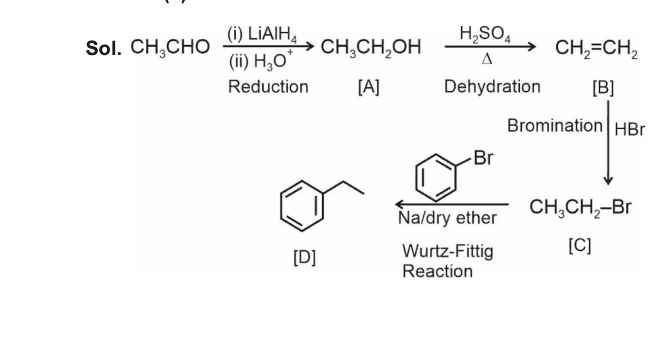 Sol. CH₃CHO (i) LiAlH₄ (ii) H₃O⁺ Reduction CH₃CH₂OH [A] H₂SO₄ Δ Dehydration CH₂=CH₂ [B]
Bromination HBr
CH₃CH₂–Br
[C]
Br
Na/dry ether
Wurtz-Fittig
Reaction
[D]